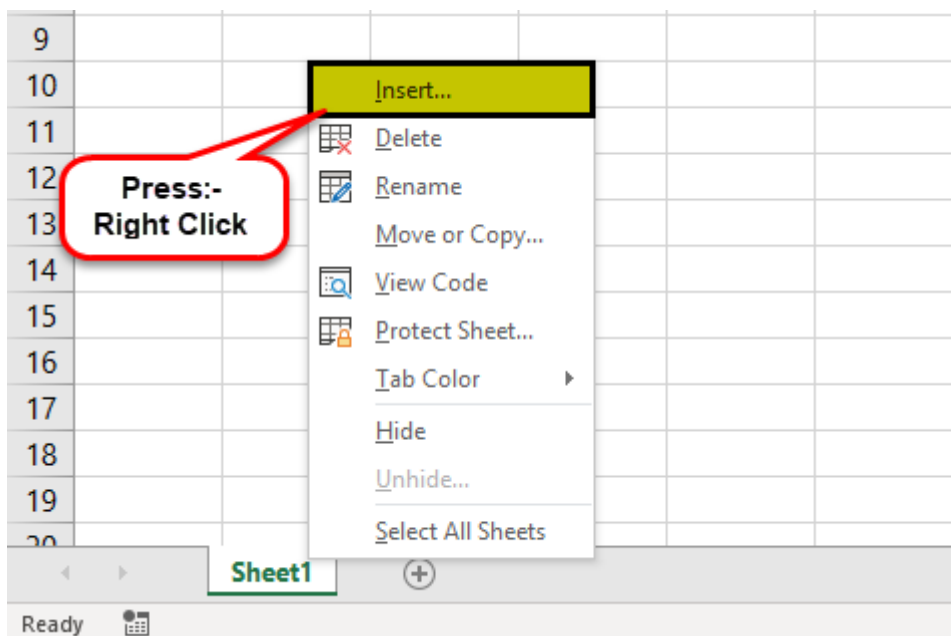 9
10
Insert...
11
Delete
12
Press:-
Rename
13
Right Click
Move or Copy...
14
View Code
15
Protect Sheet...
16
Tab Color
17
Hide
18
Unhide...
19
Select All Sheets
20
Sheet1
Ready